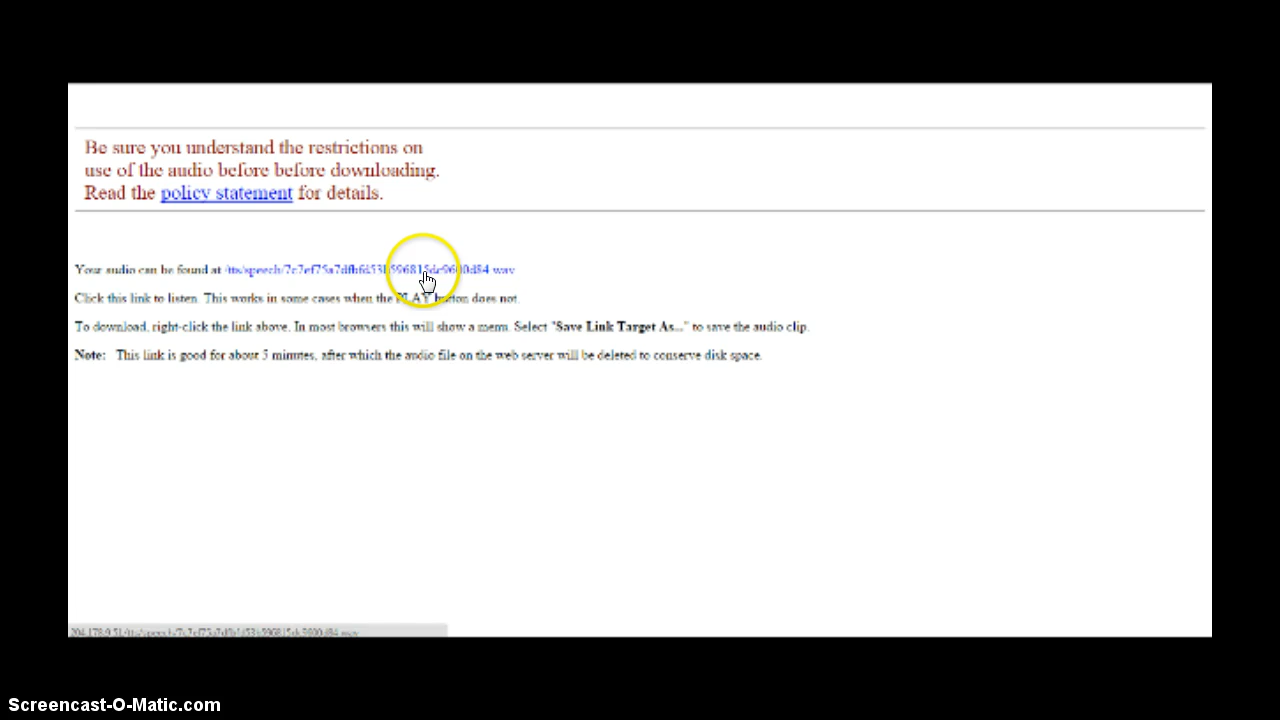 Be sure you understand the restrictions on
use of the audio before before downloading.
Read the policy statement for details.
Your audio can be found at
Click this link to listen. This works in some cases when the PLAY button does not.
To download, right-click the link above. In most browsers this will show a menu. Select "Save Link Target As..." to save the audio clip.
Note: This link is good for about 5 minutes, after which the audio file on the web server will be deleted to conserve disk space.
Screencast-O-Matic.com